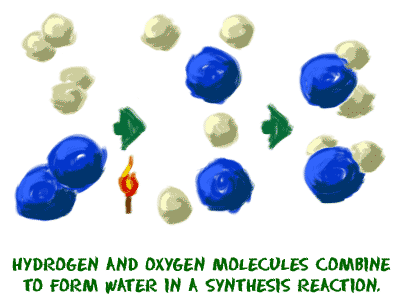 HYDROGEN AND OXYGEN MOLECULES COMBINE
TO FORM WATER IN A SYNTHESIS REACTION.